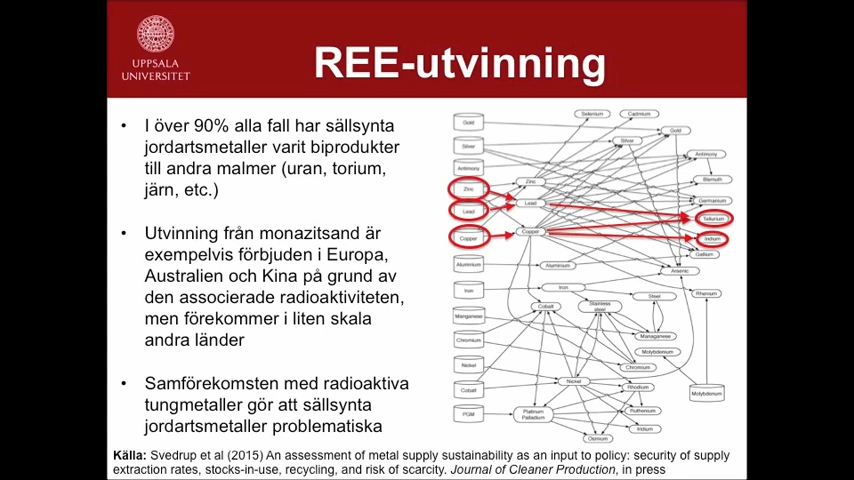 UPPSALA
UNIVERSITET
REE-utvinning
• I över 90% alla fall har sällsynta
jordartsmetaller varit biprodukter
till andra malmer (uran, torium,
järn, etc.)
• Utvinning från monazitsand är
exempelvis förbjuden i Europa,
Australien och Kina på grund av
den associerade radioaktiviteten,
men förekommer i liten skala
andra länder
• Samförekomsten med radioaktiva
tungmetaller gör att sällsynta
jordartsmetaller problematiska
Gold
Silver
Antimony
Zinc
Lead
Copper
Aluminium
Iron
Manganese
Chromium
Nickel
Cobalt
PGM
Zinc
Lead
Copper
Aluminium
Iron
Cobalt
Stainless
steel
Steel
Managanese
Molybdenium
Chromium
Nickel
Platinum
Palladium
Rhodium
Ruthenium
Iridium
Osmium
Selenium
Cadmium
Silver
Gold
Antimony
Bismuth
Germanium
Tellurium
Indium
Gallium
Arsenic
Rhenium
Molybdenium
Källa: Svedrup et al (2015) An assessment of metal supply sustainability as an input to policy: security of supply
extraction rates, stocks-in-use, recycling, and risk of scarcity. Journal of Cleaner Production, in press